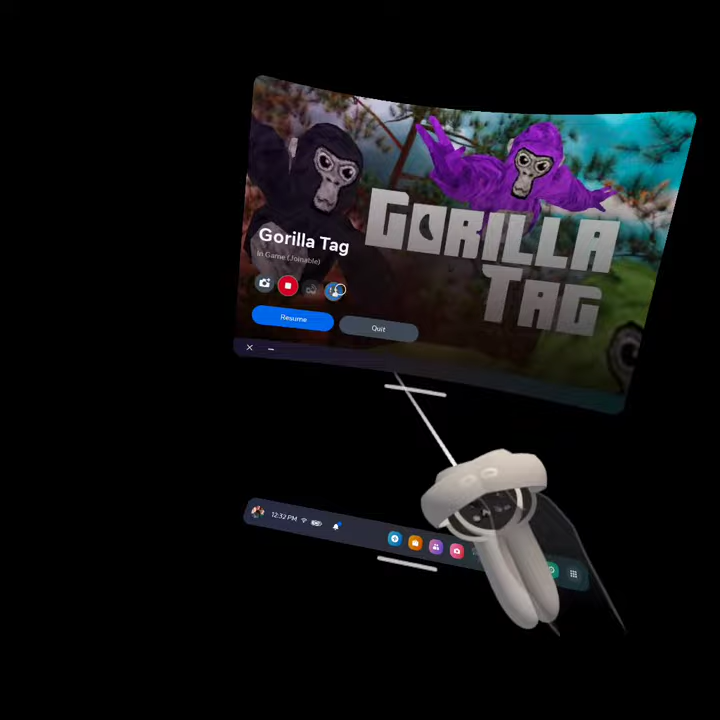 GORILLA
TAG
Gorilla Tag
In Game (Joinable)
Resume
Quit
12:32 PM